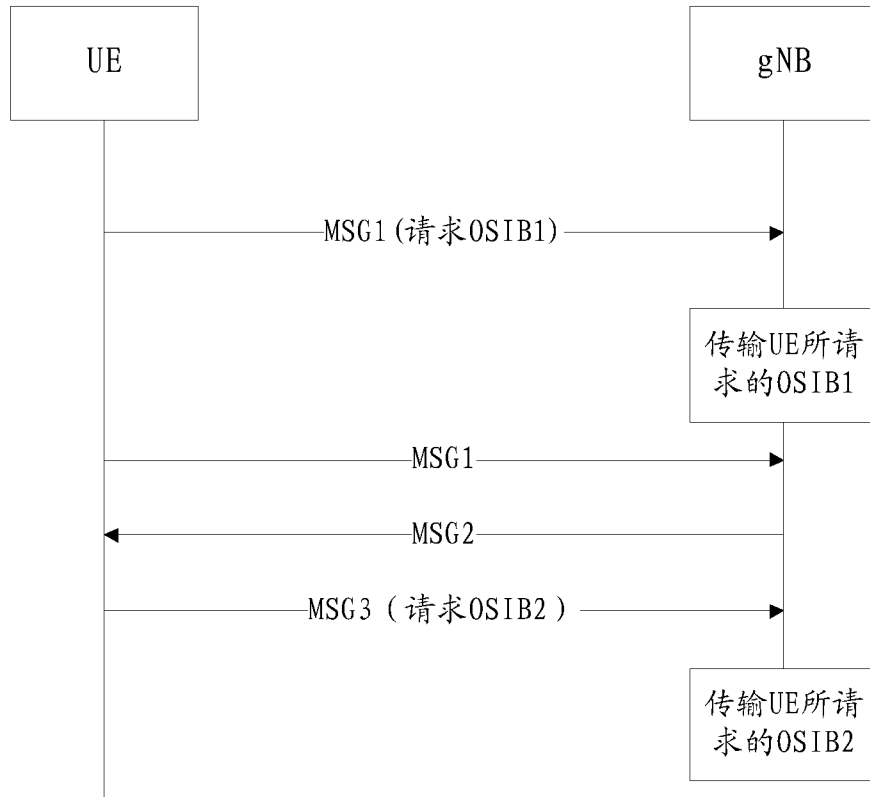 UE
gNB
MSG1(请求OSIB1)
传输UE所请
求的OSIB1
MSG1
MSG2
MSG3（请求OSIB2）
传输UE所请
求的OSIB2